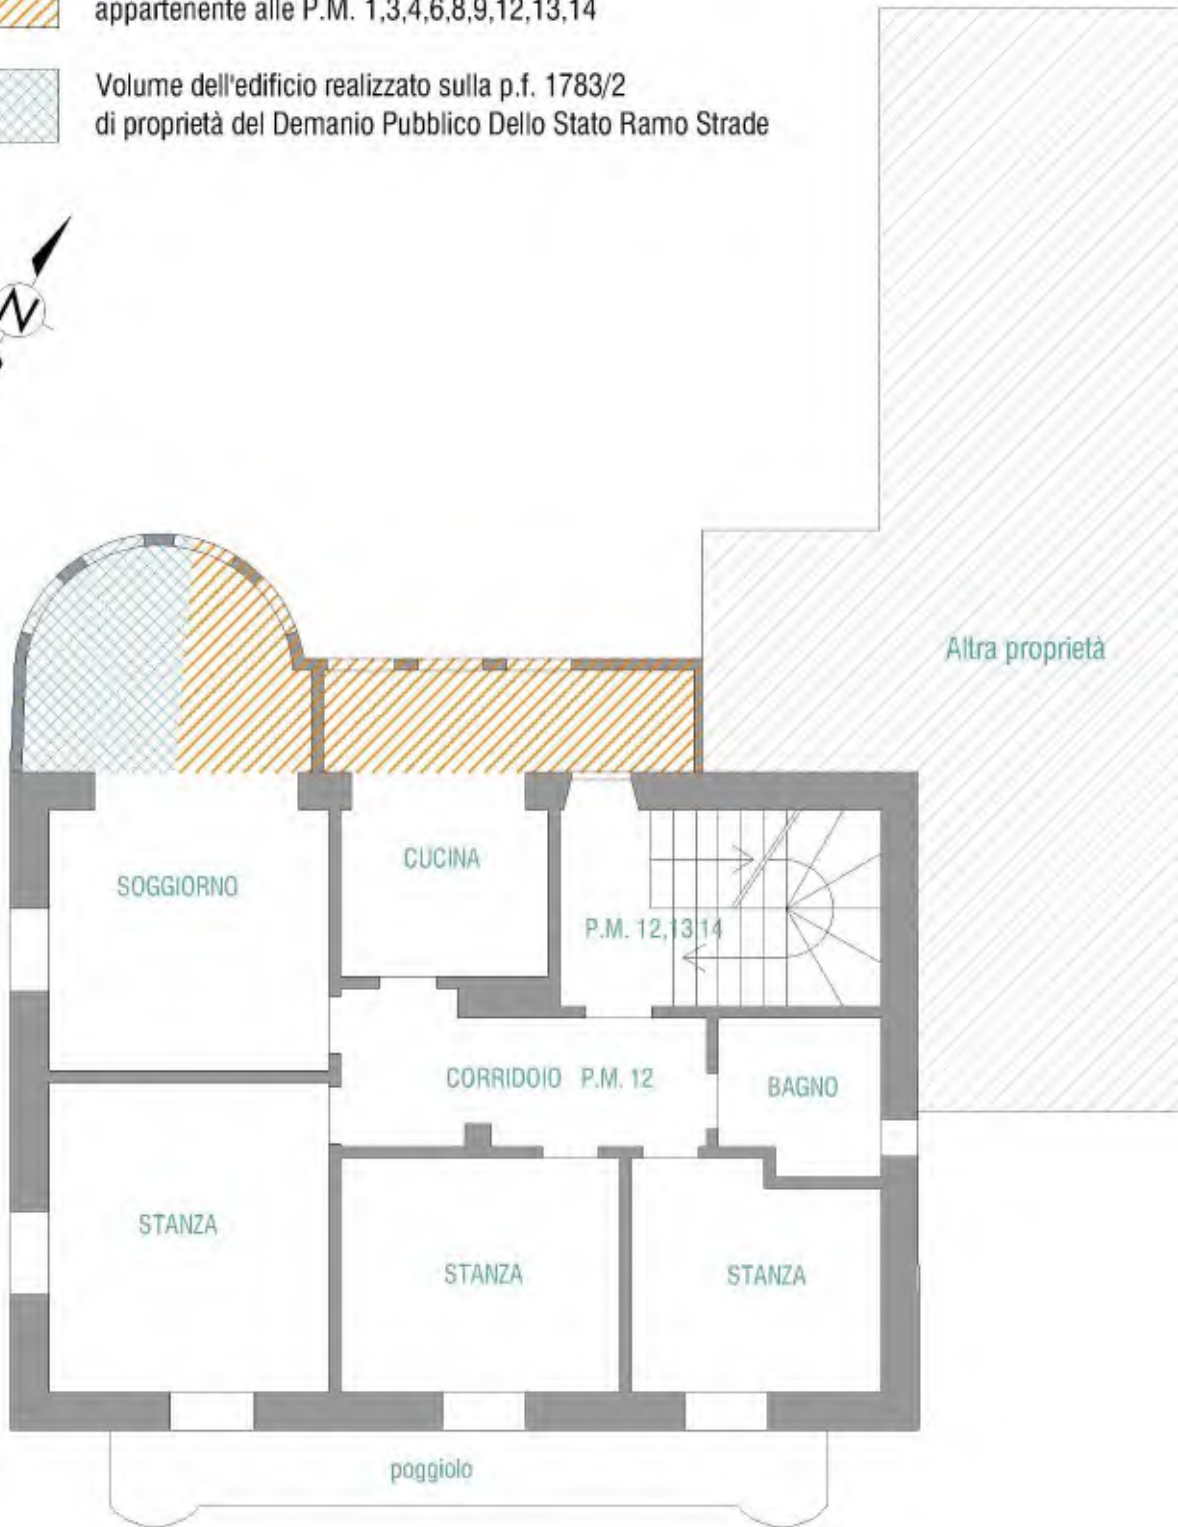 appartenente alle P.M. 1,3,4,6,8,9,12,13,14
Volume dell'edificio realizzato sulla p.f. 1783/2
di proprietà del Demanio Pubblico Dello Stato Ramo Strade
N
Altra proprietà
CUCINA
SOGGIORNO
P.M. 12,13,14
CORRIDOIO P.M. 12
BAGNO
STANZA
STANZA
STANZA
poggiolo